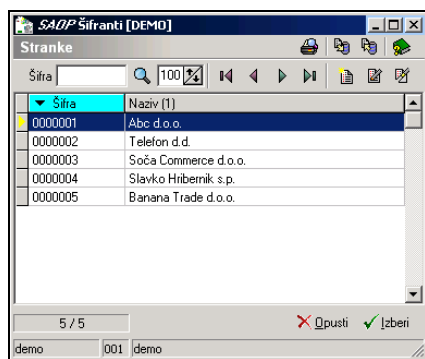 SADP Šifranti [DEMO]
Stranke
Šifra 100
Šifra Naziv (1)
0000001 Abc d.o.o.
0000002 Telefon d.d.
0000003 Soča Commerce d.o.o.
0000004 Slavko Hribernik s.p.
0000005 Banana Trade d.o.o.
5 / 5 Opusti Izberi
demo 001 demo